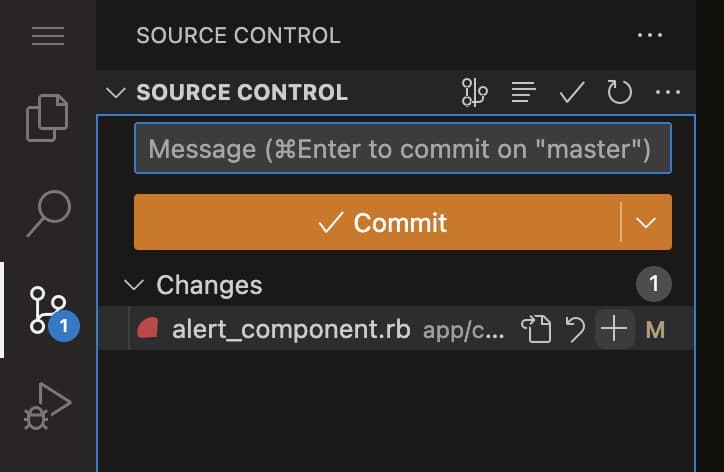 SOURCE CONTROL
SOURCE CONTROL
Message (⌘Enter to commit on "master")
Commit
Changes 1
alert_component.rb app/c... M
1